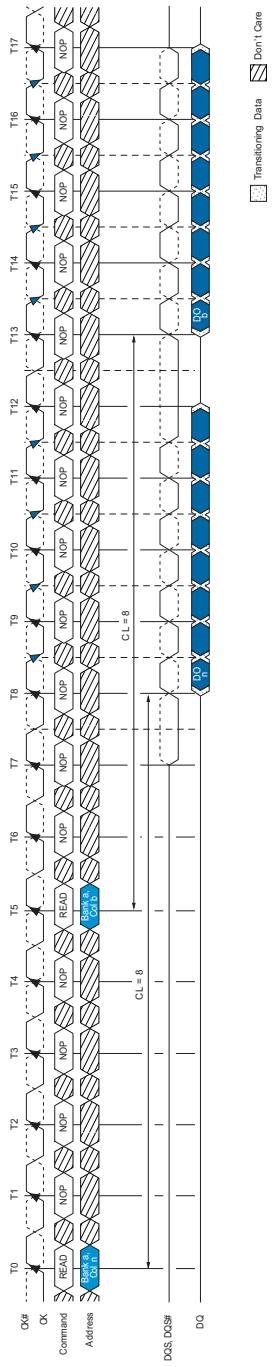 T0 T1 T2 T3 T4 T5 T6 T7 T8 T9 T10 T11 T12 T13 T14 T15 T16 T17
CK#
CK
Command READ NOP NOP NOP NOP READ NOP NOP NOP NOP NOP NOP NOP NOP NOP NOP NOP NOP
Address Bank a, Col n Bank a, Col b
CL = 8
CL = 8
DQS, DQS#
DQ DO n DO b
Transitioning Data Don't Care